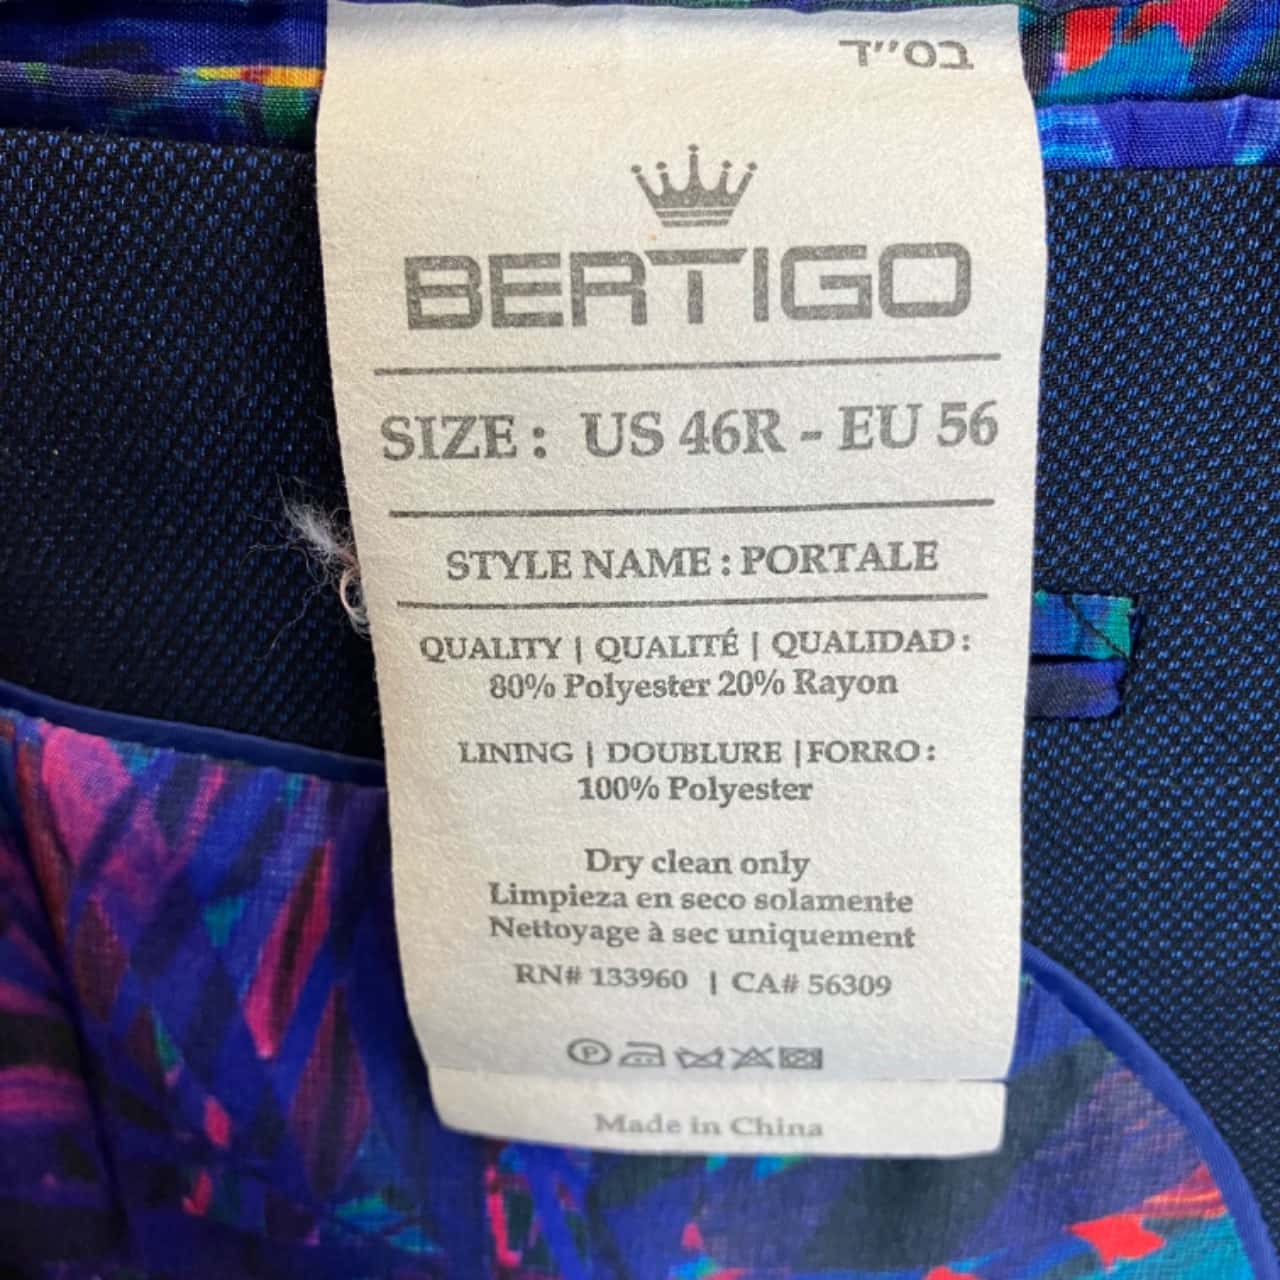 בס״ד
BERTIGO
SIZE : US 46R - EU 56
STYLE NAME : PORTALE
QUALITY | QUALITÉ | QUALIDAD :
80% Polyester 20% Rayon
LINING | DOUBLURE | FORRO :
100% Polyester
Dry clean only
Limpieza en seco solamente
Nettoyage à sec uniquement
RN# 133960 | CA# 56309
P
Made in China